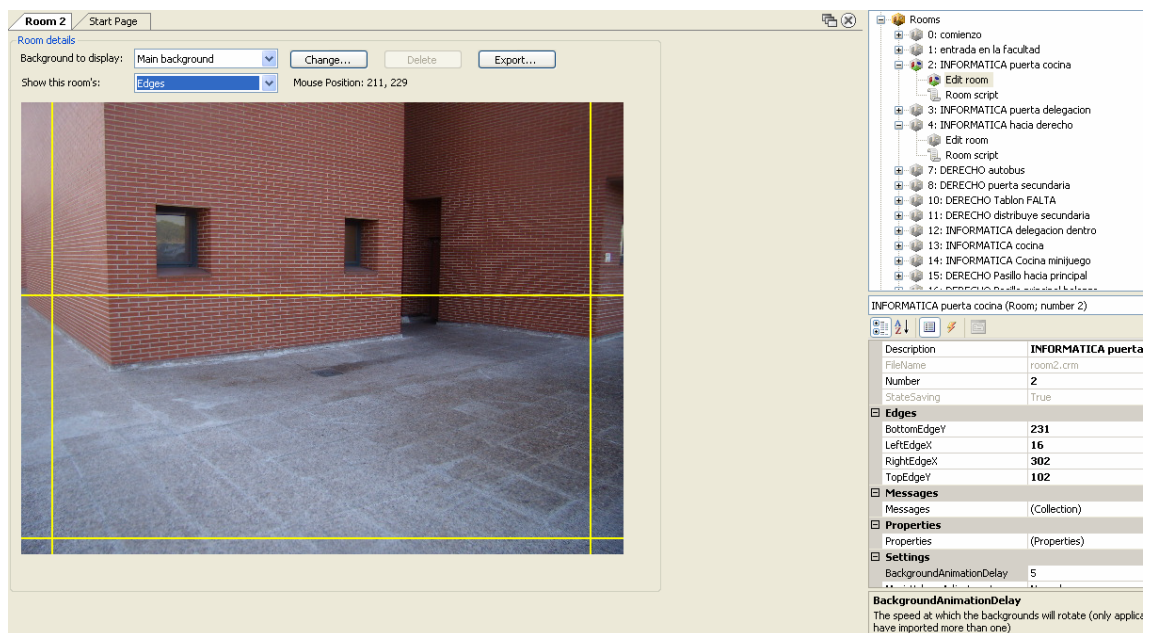 Room 2
Start Page
Room details
Background to display:
Main background
Change...
Delete
Export...
Show this room's:
Edges
Mouse Position: 211, 229
Rooms
0: comienzo
1: entrada en la facultad
2: INFORMATICA puerta cocina
Edit room
Room script
3: INFORMATICA puerta delegacion
4: INFORMATICA hacia derecho
Edit room
Room script
7: DERECHO autobus
8: DERECHO puerta secundaria
10: DERECHO Tablon FALTA
11: DERECHO distribuye secundaria
12: INFORMATICA delegacion dentro
13: INFORMATICA cocina
14: INFORMATICA Cocina minijuego
15: DERECHO Pasillo hacia principal
INFORMATICA puerta cocina (Room; number 2)
Description INFORMATICA puerta
FileName room2.crm
Number 2
StateSaving True
Edges
BottomEdgeY 231
LeftEdgeX 16
RightEdgeX 302
TopEdgeY 102
Messages
Messages (Collection)
Properties
Properties (Properties)
Settings
BackgroundAnimationDelay 5
BackgroundAnimationDelay
The speed at which the backgrounds will rotate (only applica
have imported more than one)